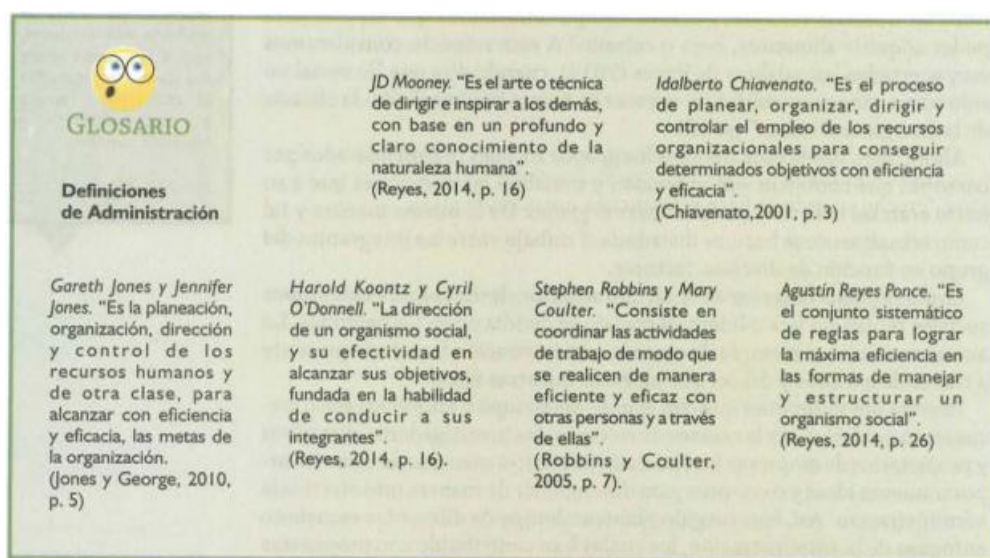 GLOSARIO
Definiciones
de Administración
JD Mooney. “Es el arte o técnica
de dirigir e inspirar a los demás,
con base en un profundo y
claro conocimiento de la
naturaleza humana”.
(Reyes, 2014, p. 16)
Idalberto Chiavenato. “Es el proceso
de planear, organizar, dirigir y
controlar el empleo de los recursos
organizacionales para conseguir
determinados objetivos con eficiencia
y eficacia”.
(Chiavenato,2001, p. 3)
Gareth Jones y Jennifer
Jones. “Es la planeación,
organización, dirección
y control de los
recursos humanos y
de otra clase, para
alcanzar con eficiencia
y eficacia, las metas de
la organización.
(Jones y George, 2010,
p. 5)
Harold Koontz y Cyril
O’Donnell. “La dirección
de un organismo social,
y su efectividad en
alcanzar sus objetivos,
fundada en la habilidad
de conducir a sus
integrantes”.
(Reyes, 2014, p. 16).
Stephen Robbins y Mary
Coulter. “Consiste en
coordinar las actividades
de trabajo de modo que
se realicen de manera
eficiente y eficaz con
otras personas y a través
de ellas”.
(Robbins y Coulter,
2005, p. 7).
Agustín Reyes Ponce. “Es
el conjunto sistemático
de reglas para lograr
la máxima eficiencia en
las formas de manejar
y estructurar un
organismo social”.
(Reyes, 2014, p. 26)